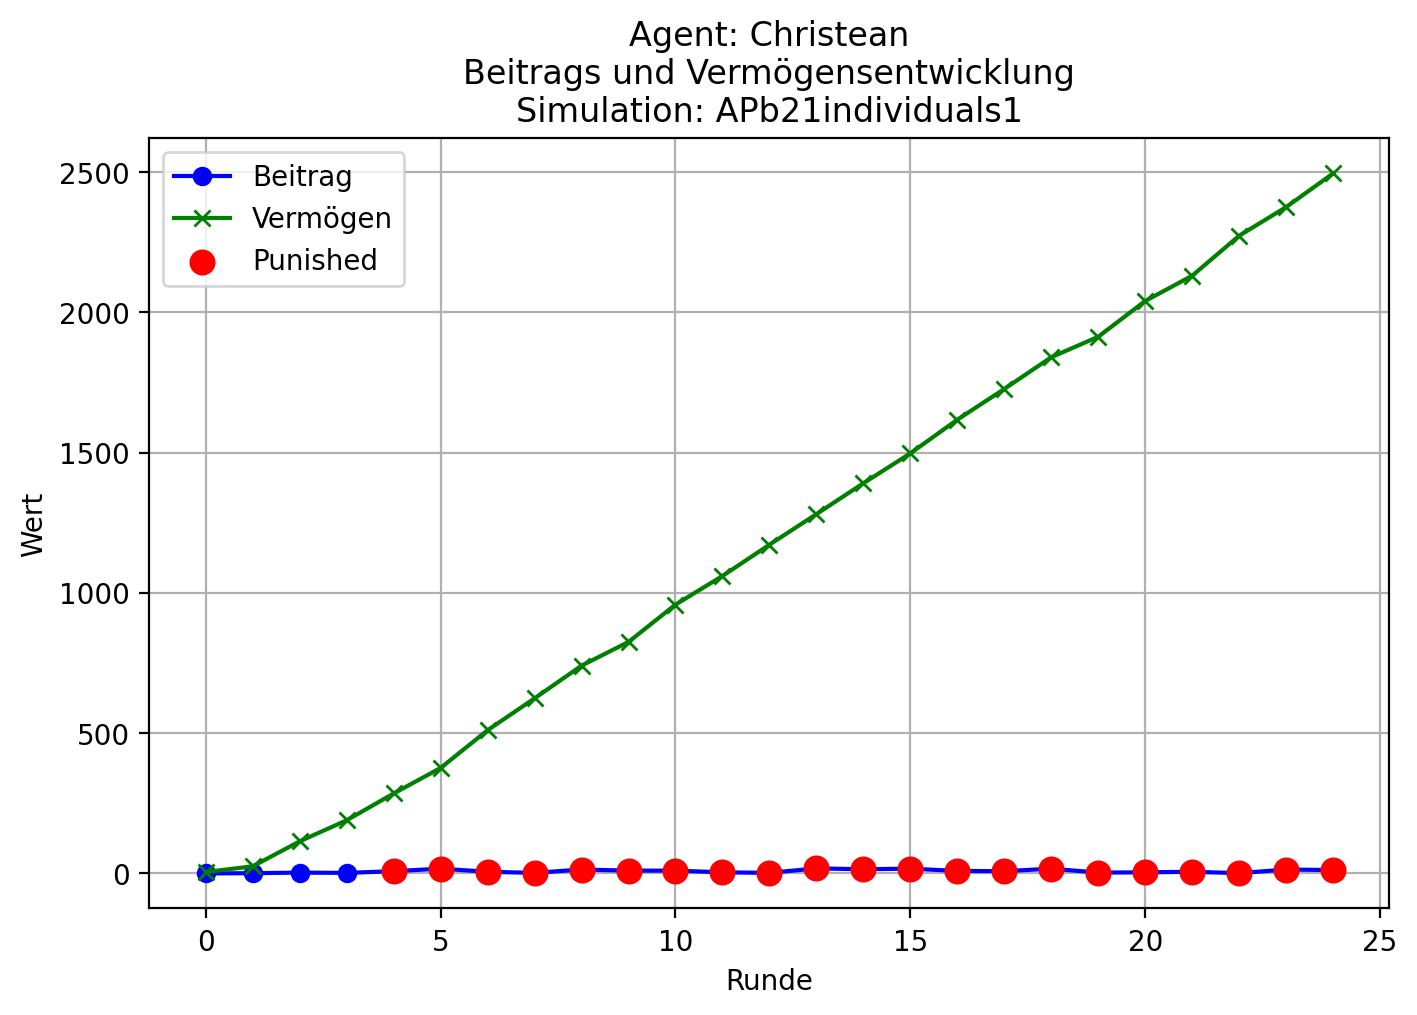 Agent: Christean
Beitrags und Vermögensentwicklung
Simulation: APb21individuals1
Beitrag
Vermögen
Punished
2500
2000
1500
1000
500
0
Wert
0 5 10 15 20 25
Runde